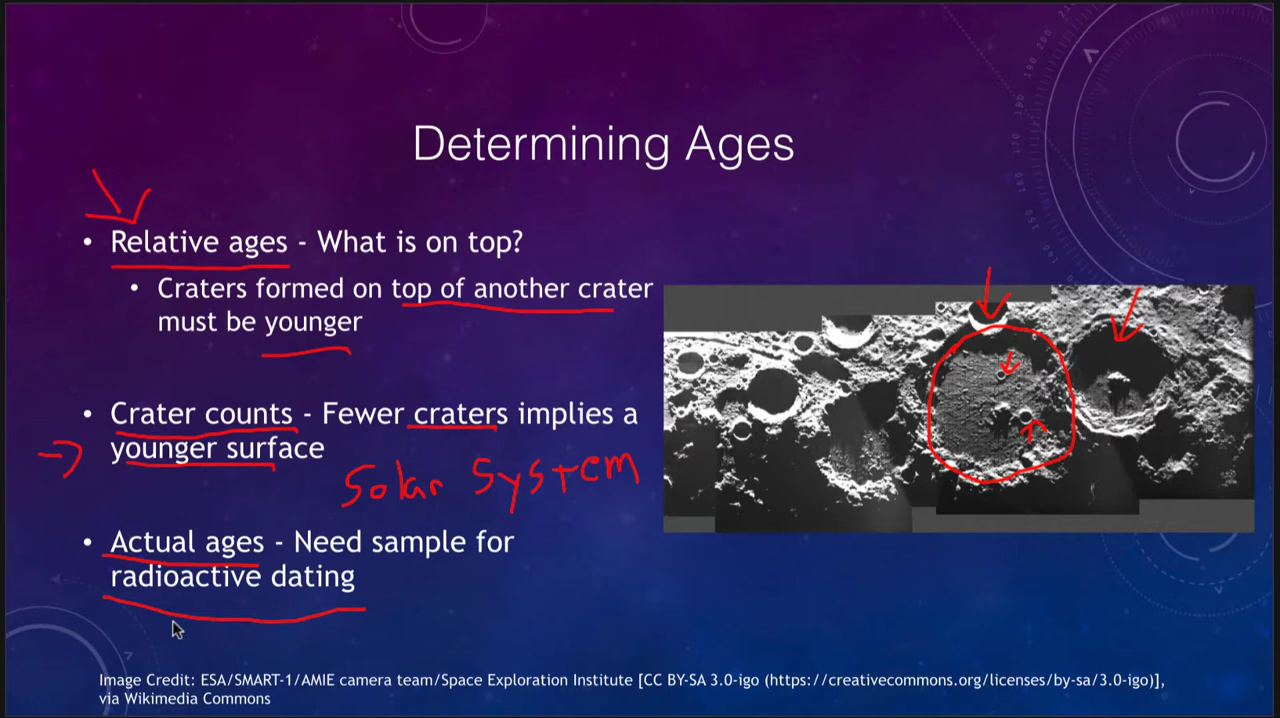 Determining Ages
• Relative ages - What is on top?
• Craters formed on top of another crater
must be younger
• Crater counts - Fewer craters implies a
younger surface
Solar System
• Actual ages - Need sample for
radioactive dating
Image Credit: ESA/SMART-1/AMIE camera team/Space Exploration Institute [CC BY-SA 3.0-igo (https://creativecommons.org/licenses/by-sa/3.0-igo)],
via Wikimedia Commons